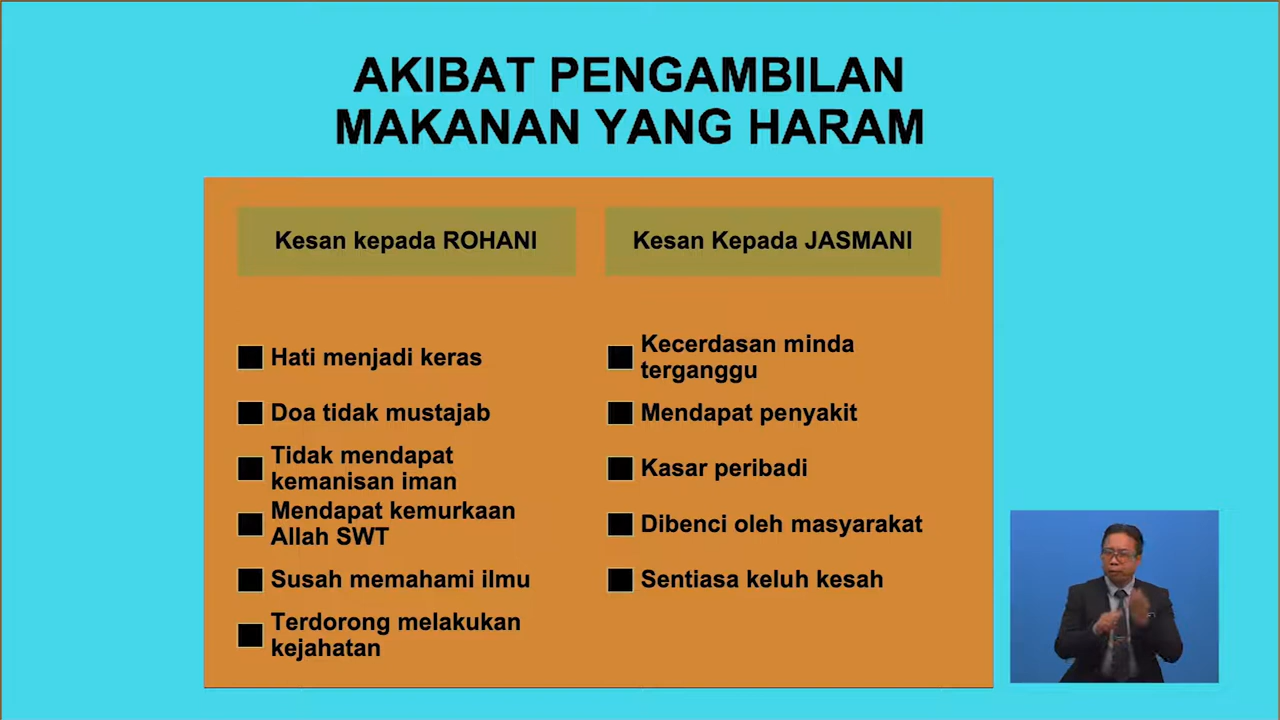 AKIBAT PENGAMBILAN
MAKANAN YANG HARAM
Kesan kepada ROHANI
Hati menjadi keras
Doa tidak mustajab
Tidak mendapat
kemanisan iman
Mendapat kemurkaan
Allah SWT
Susah memahami ilmu
Terdorong melakukan
kejahatan
Kesan Kepada JASMANI
Kecerdasan minda
terganggu
Mendapat penyakit
Kasar peribadi
Dibenci oleh masyarakat
Sentiasa keluh kesah